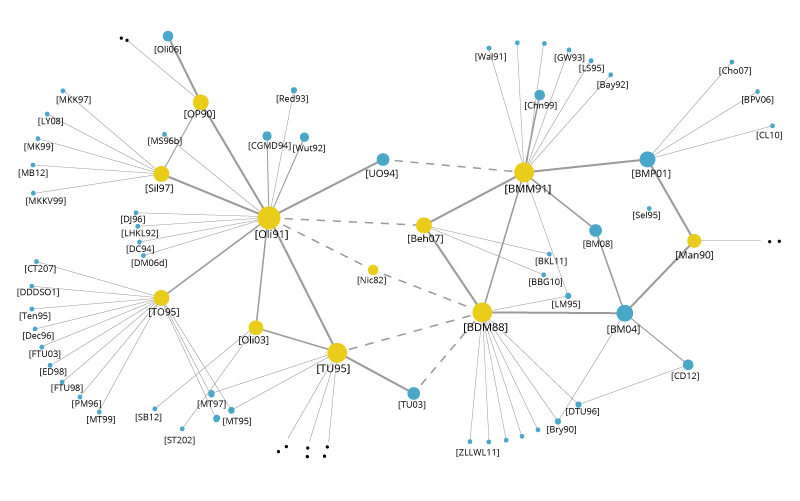 [Oli06]
[Wal91]
[GW93]
[LS95]
[Cho07]
[Bay92]
[MKK97]
[Red93]
[Chn99]
[BPV06]
[OP90]
[LY08]
[CL10]
[MS96b]
[MK99]
[CGMD94]
[Wut92]
[MB12]
[UO94]
[BMP01]
[Sil97]
[BMM91]
[MKKV99]
[Sel95]
[DJ96]
[LHKL92]
[Oli91]
[Beh07]
[BM08]
[DC94]
[Man90]
[DM06d]
[BKL11]
[CT207]
[Nic82]
[BBG10]
[DDDSO1]
[LM95]
[TO95]
[Ten95]
[BDM88]
[BM04]
[Dec96]
[Oli03]
[FTU03]
[TU95]
[ED98]
[CD12]
[FTU98]
[PM96]
[MT97]
[TU03]
[DTU96]
[MT99]
[SB12]
[MT95]
[Bry90]
[ST202]
[ZLLWL11]